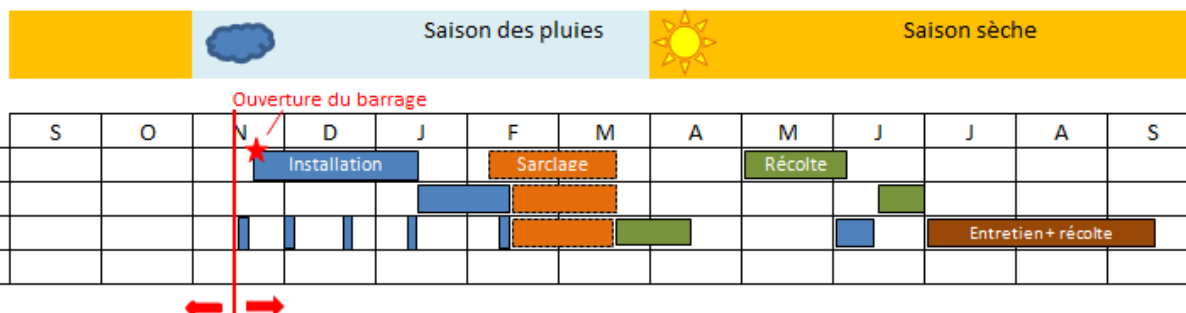 Saison des pluies
Saison sèche
Ouverture du barrage
S O N D J F M A M J J A S
Installation Sarclage Récolte
Entretien + récolte